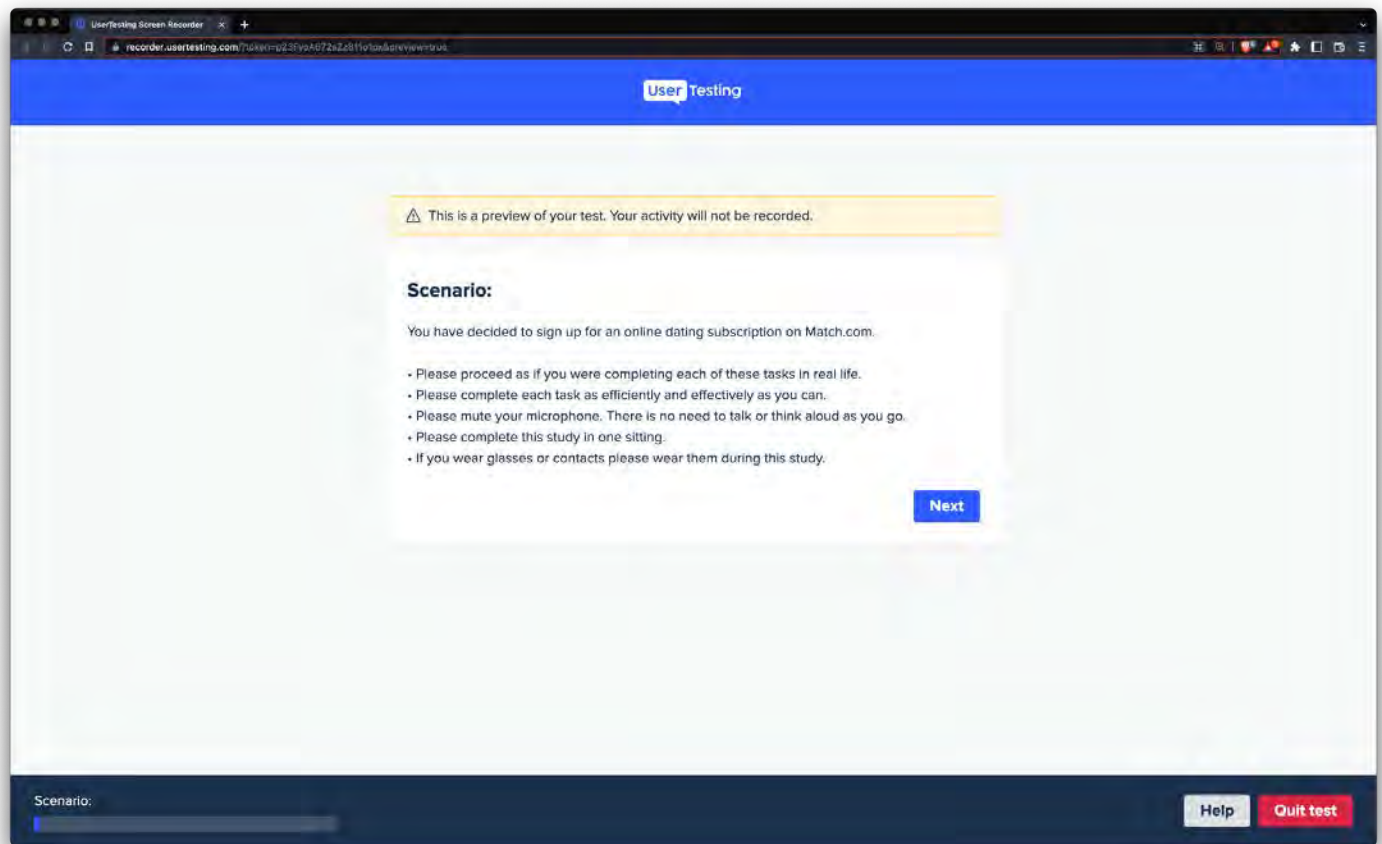 UserTesting Screen Recorder
recorder.usertesting.com
User Testing
This is a preview of your test. Your activity will not be recorded.
Scenario:
You have decided to sign up for an online dating subscription on Match.com.
• Please proceed as if you were completing each of these tasks in real life.
• Please complete each task as efficiently and effectively as you can.
• Please mute your microphone. There is no need to talk or think aloud as you go.
• Please complete this study in one sitting.
• If you wear glasses or contacts please wear them during this study.
Next
Scenario:
Help
Quit test